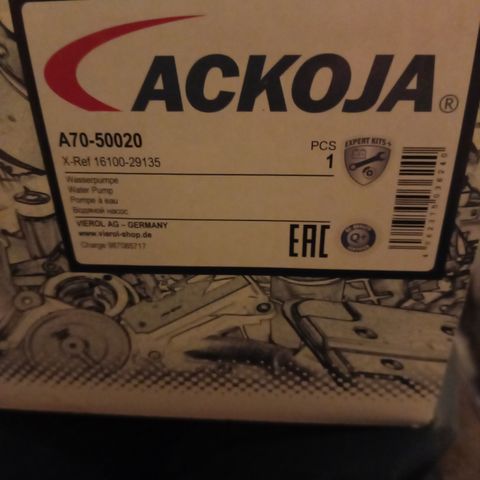 ACKOJA®
A70-50020
X-Ref 16100-29135
PCS
1
EXPERT KITS+
Wasserpumpe
Water Pump
Pompe à eau
Водяной насос
VIEROL AG – GERMANY
www.vierol-shop.de
Charge 987085717
EAC
Q+